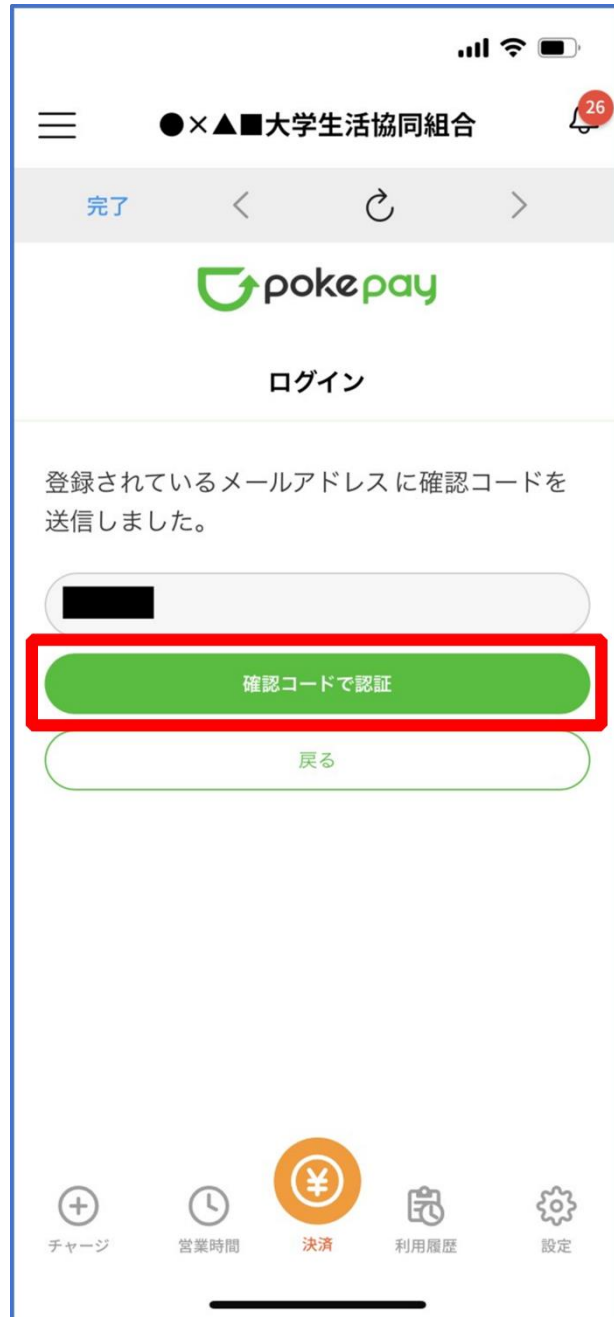 ●×▲■大学生活協同組合
26
完了
pokepay
ログイン
登録されているメールアドレスに確認コードを
送信しました。
確認コードで認証
戻る
チャージ
営業時間
決済
利用履歴
設定